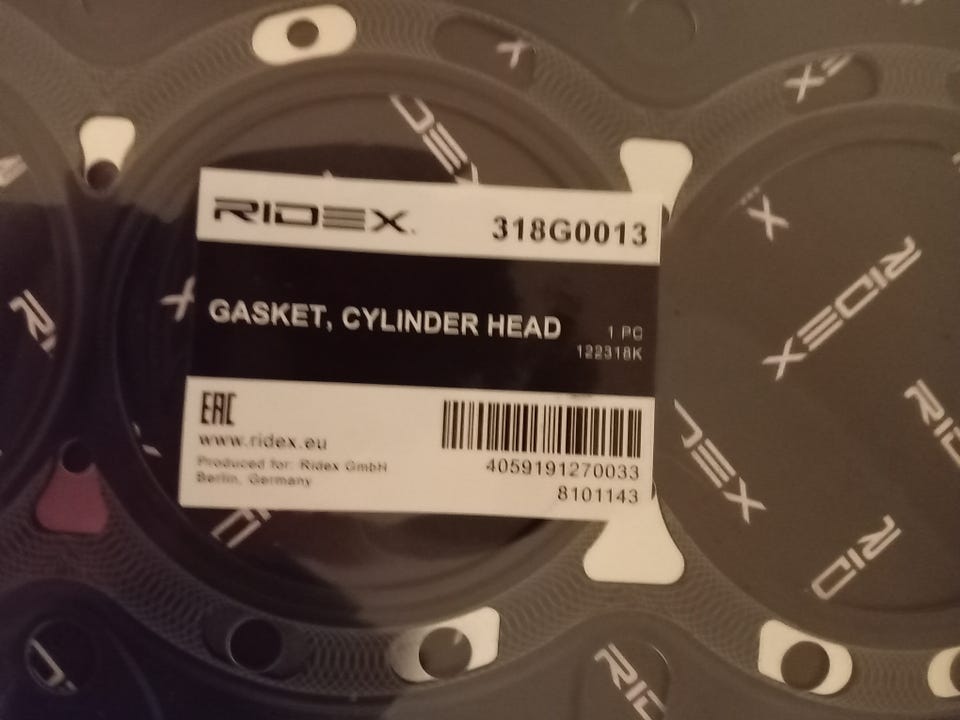 RIDEX
318G0013
GASKET, CYLINDER HEAD
1 PC
122318K
EAC
www.ridex.eu
Produced for: Ridex GmbH
Berlin, Germany
4059191270033
8101143
RIDEX